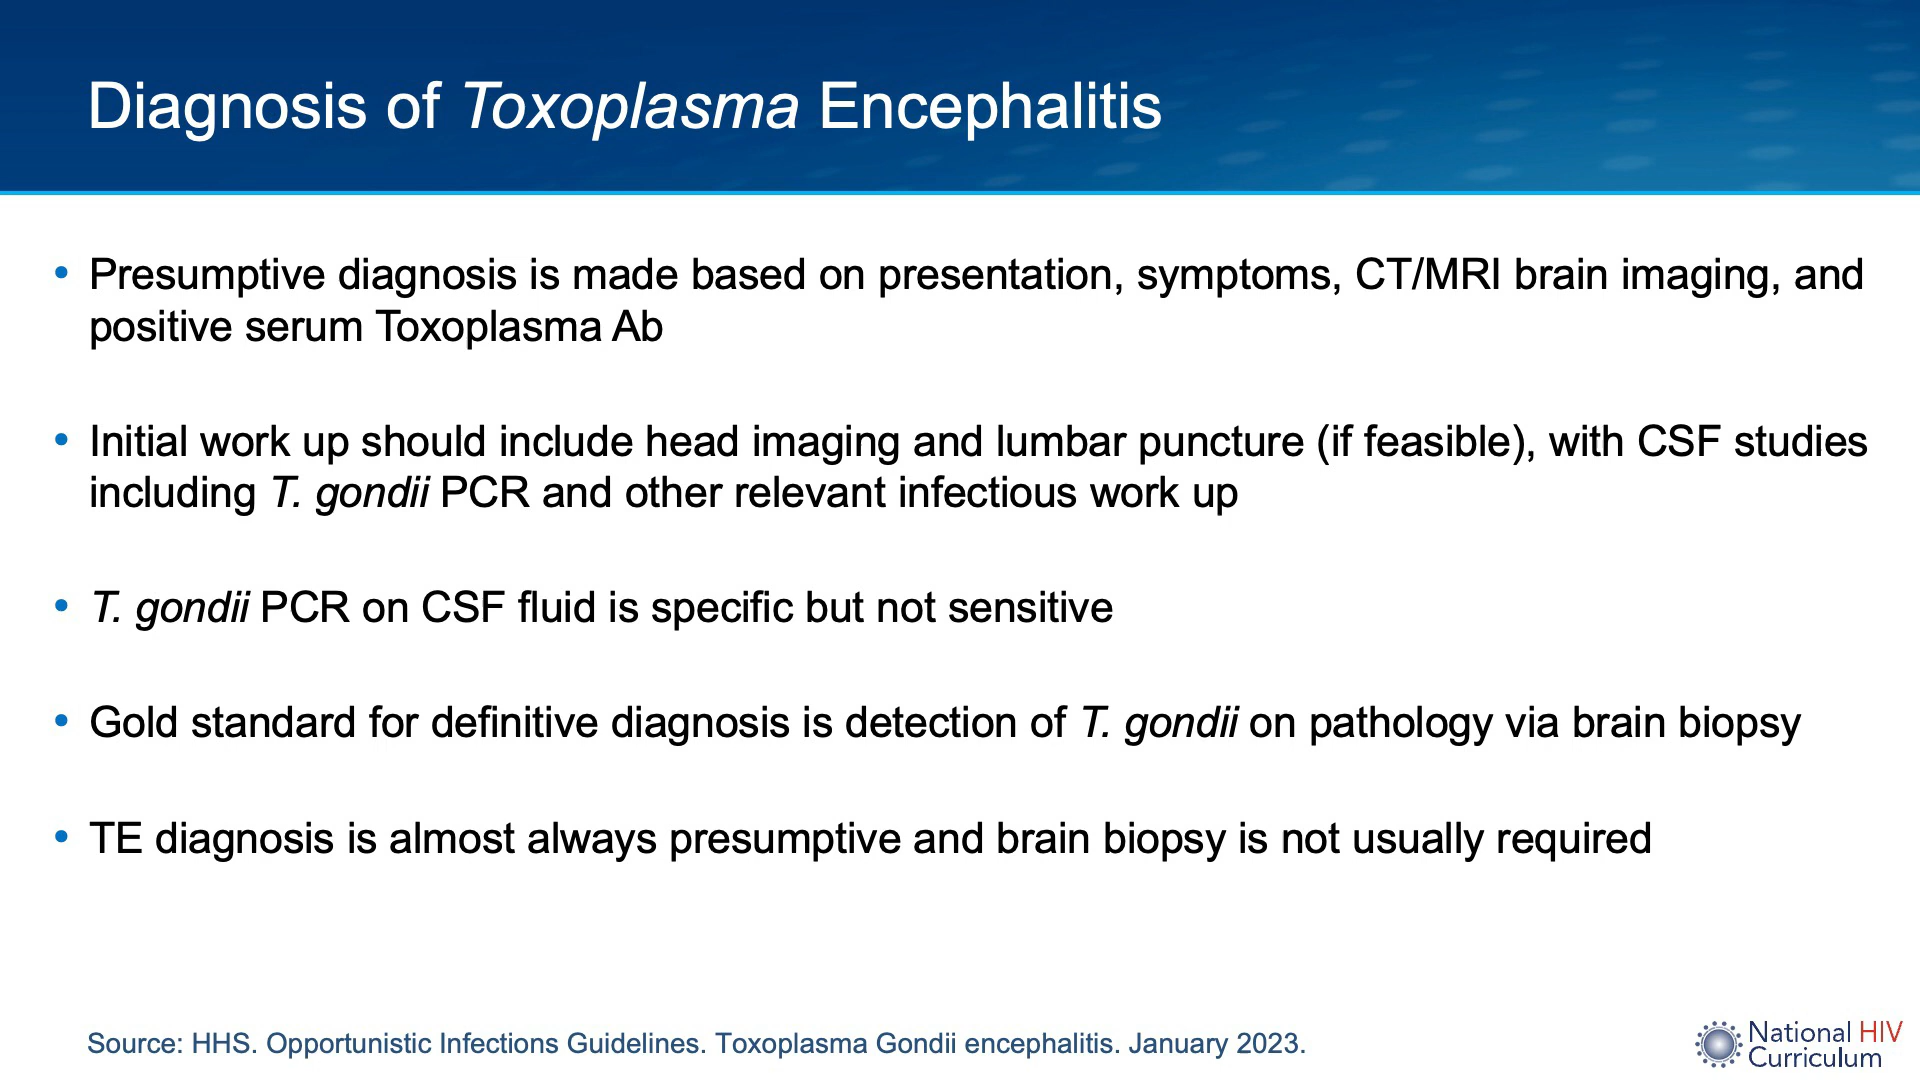 Diagnosis of Toxoplasma Encephalitis
• Presumptive diagnosis is made based on presentation, symptoms, CT/MRI brain imaging, and
positive serum Toxoplasma Ab
• Initial work up should include head imaging and lumbar puncture (if feasible), with CSF studies
including T. gondii PCR and other relevant infectious work up
• T. gondii PCR on CSF fluid is specific but not sensitive
• Gold standard for definitive diagnosis is detection of T. gondii on pathology via brain biopsy
• TE diagnosis is almost always presumptive and brain biopsy is not usually required
Source: HHS. Opportunistic Infections Guidelines. Toxoplasma Gondii encephalitis. January 2023.
National HIV
Curriculum